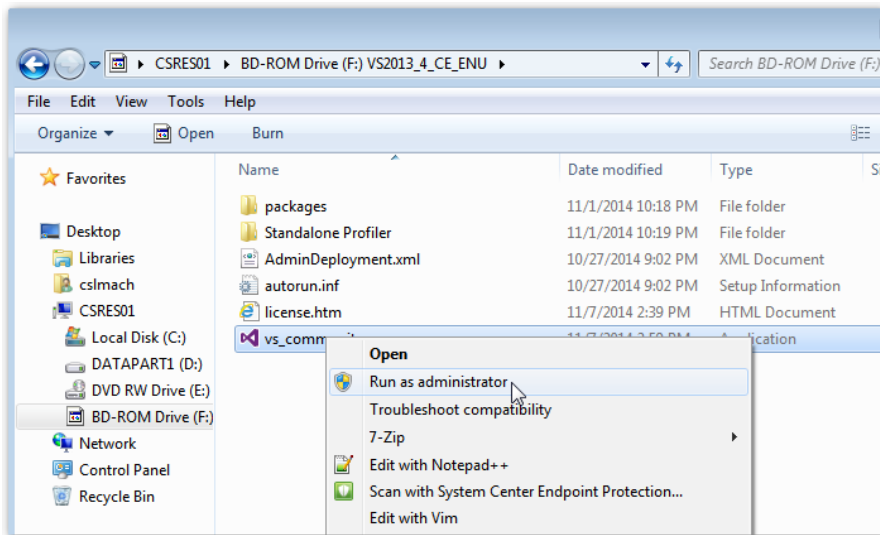 CSRES01 BD-ROM Drive (F:) VS2013_4_CE_ENU
Search BD-ROM Drive (F:)
File Edit View Tools Help
Organize Open Burn
Favorites
Desktop
Libraries
cslmach
CSRES01
Local Disk (C:)
DATAPART1 (D:)
DVD RW Drive (E:)
BD-ROM Drive (F:)
Network
Control Panel
Recycle Bin
Name Date modified Type
packages 11/1/2014 10:18 PM File folder
Standalone Profiler 11/1/2014 10:19 PM File folder
AdminDeployment.xml 10/27/2014 9:02 PM XML Document
autorun.inf 10/27/2014 9:02 PM Setup Information
license.htm 11/7/2014 2:39 PM HTML Document
Open
Run as administrator
Troubleshoot compatibility
7-Zip
Edit with Notepad++
Scan with System Center Endpoint Protection...
Edit with Vim